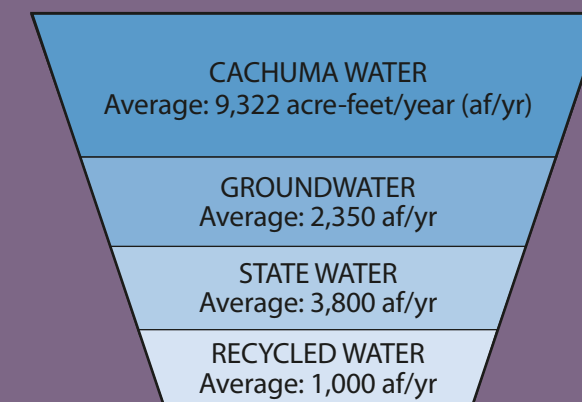 CACHUMA WATER
Average: 9,322 acre-feet/year (af/yr)
GROUNDWATER
Average: 2,350 af/yr
STATE WATER
Average: 3,800 af/yr
RECYCLED WATER
Average: 1,000 af/yr